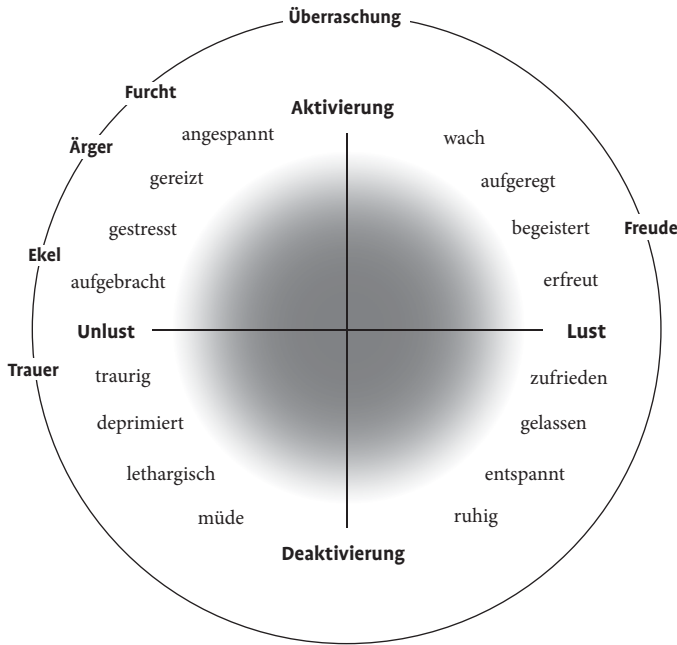 Überraschung
Furcht
Aktivierung
angespannt
wach
Ärger
gereizt
aufgeregt
gestresst
begeistert
Freude
Ekel
aufgebracht
erfreut
Unlust
Lust
Trauer
traurig
zufrieden
deprimiert
gelassen
lethargisch
entspannt
müde
ruhig
Deaktivierung